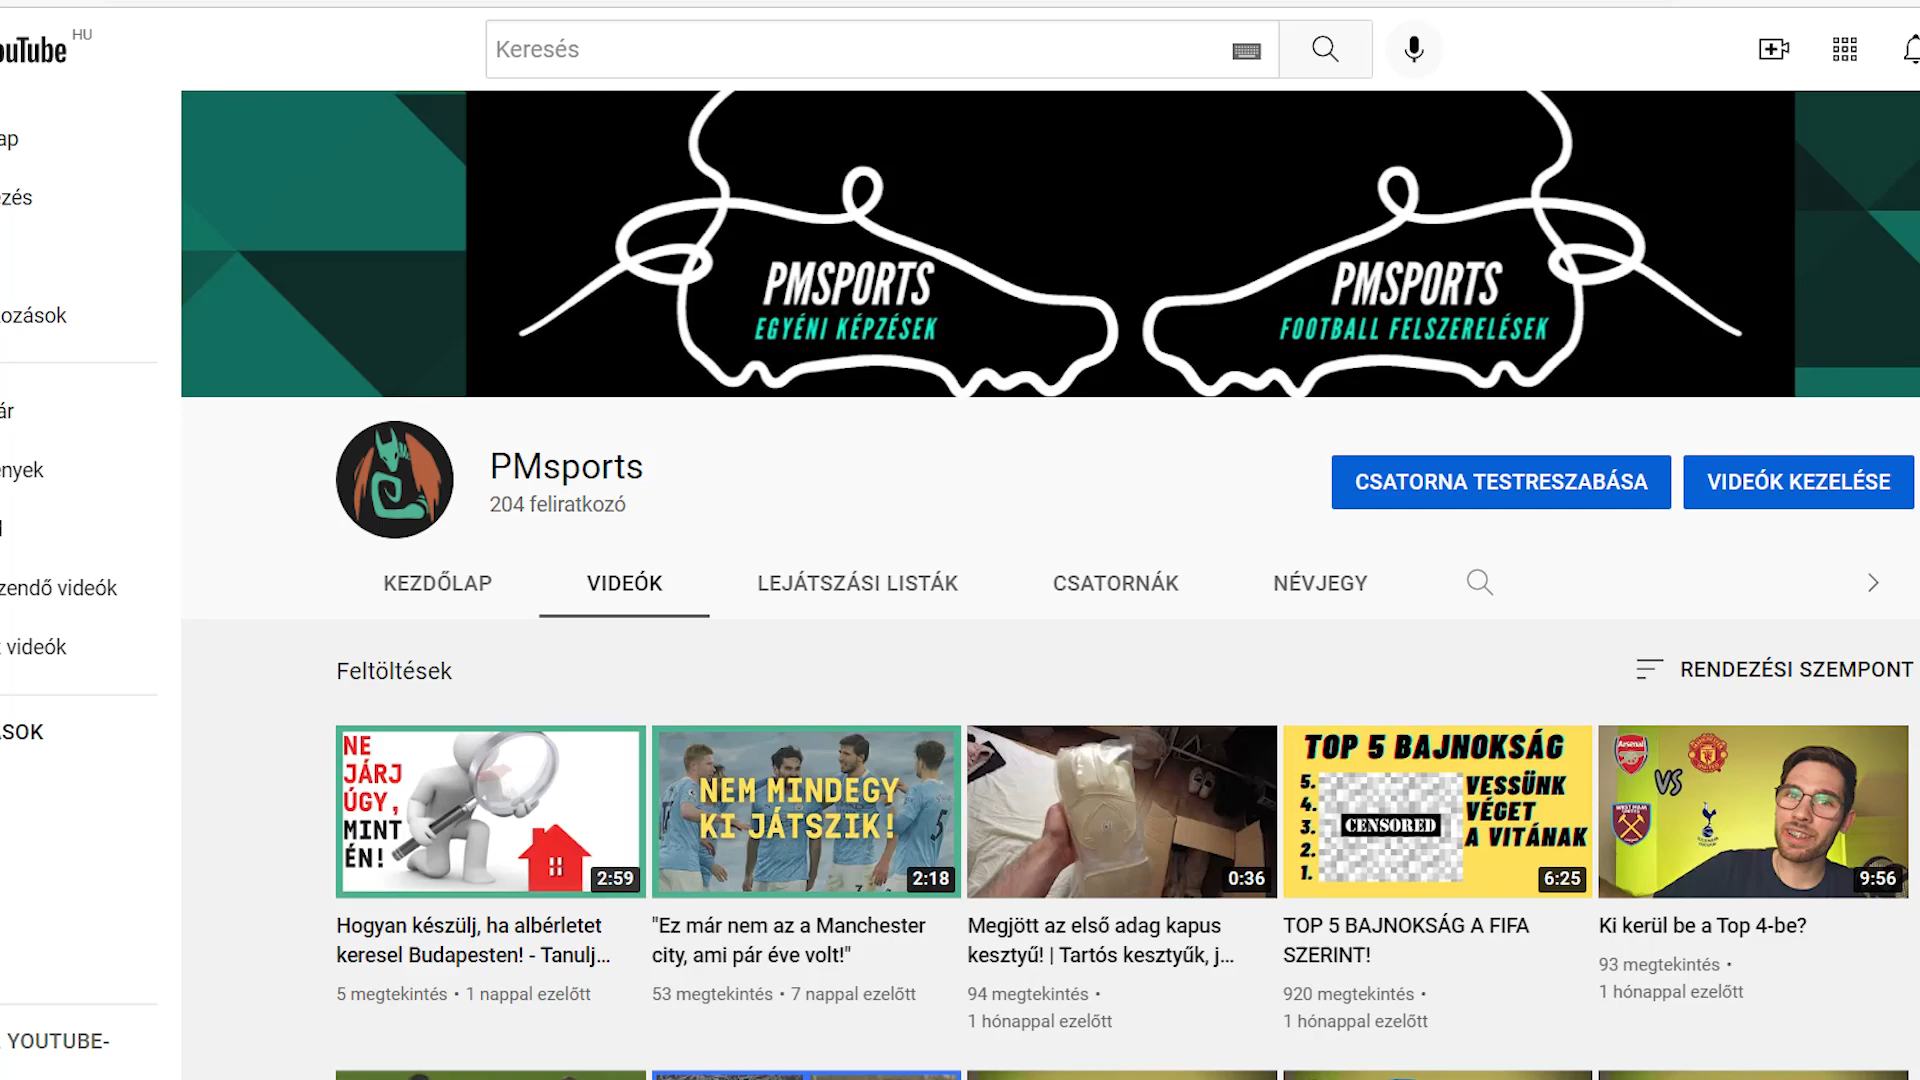 ouTube HU
Keresés
ap
ezés
ozások
ár
ények
zendő videók
videók
ÁSOK
YOUTUBE-
PMSPORTS
EGYÉNI KÉPZÉSEK
PMSPORTS
FOOTBALL FELSZERELÉSEK
PMsports
204 feliratkozó
CSATORNA TESTRESZABÁSA
VIDEÓK KEZELÉSE
KEZDŐLAP
VIDEÓK
LEJÁTSZÁSI LISTÁK
CSATORNÁK
NÉVJEGY
Feltöltések
RENDEZÉSI SZEMPONT
NE
JÁRJ
ÚGY,
MINT
ÉN!
2:59
Hogyan készülj, ha albérletet
keresel Budapesten! - Tanulj...
5 megtekintés • 1 nappal ezelőtt
NEM MINDEGY
KI JÁTSZIK!
5
2:18
"Ez már nem az a Manchester
city, ami pár éve volt!"
53 megtekintés • 7 nappal ezelőtt
0:36
Megjött az első adag kapus
kesztyű! | Tartós kesztyűk, j...
94 megtekintés •
1 hónappal ezelőtt
TOP 5 BAJNOKSÁG
5.
4.
3.
2.
1.
CENSORED
VESSÜNK
VÉGET
A VITÁNAK
6:25
TOP 5 BAJNOKSÁG A FIFA
SZERINT!
920 megtekintés •
1 hónappal ezelőtt
Arsenal
VS
9:56
Ki kerül be a Top 4-be?
93 megtekintés •
1 hónappal ezelőtt